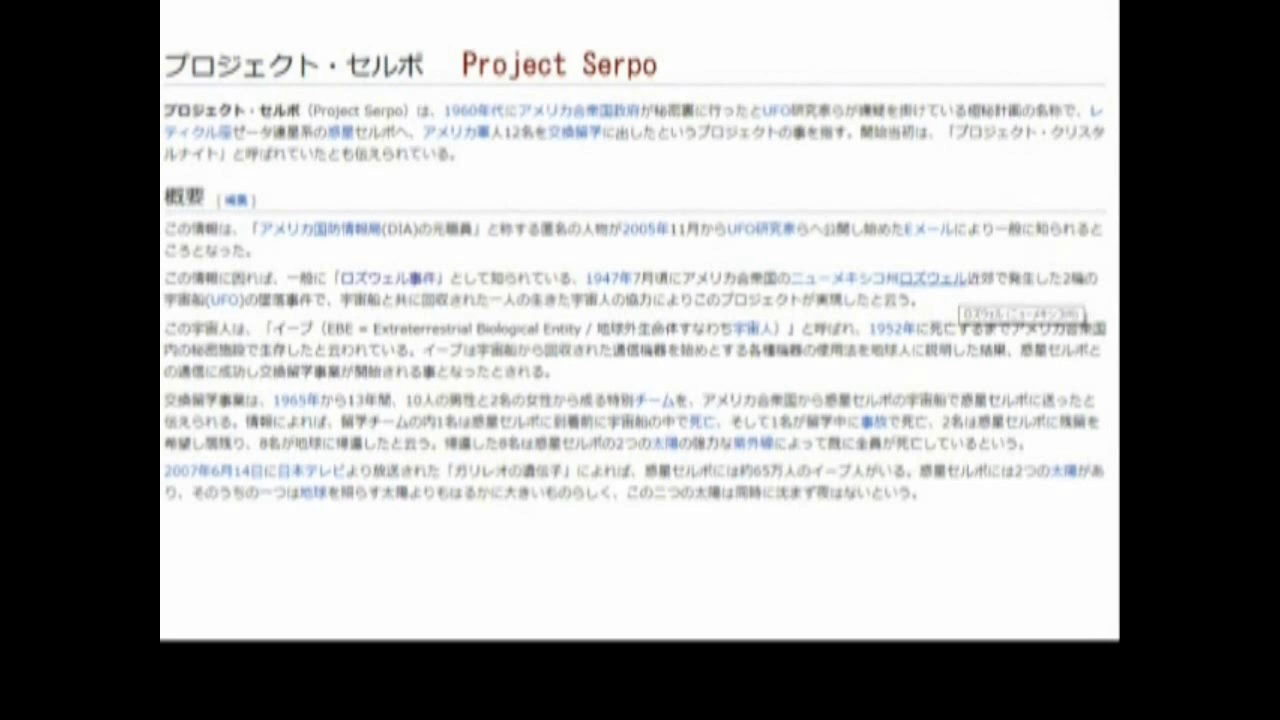 プロジェクト・セルポ Project Serpo
プロジェクト・セルポ（Project Serpo）は、1960年代にアメリカ合衆国政府が秘密裏に行ったとUFO研究家らが嫌疑を掛けている極秘計画の名称で、レ
ティクル座ゼータ連星系の惑星セルポへ、アメリカ軍人12名を交換留学に出したというプロジェクトの事を指す。開始当初は、「プロジェクト・クリスタ
ルナイト」と呼ばれていたとも伝えられている。
概要 [編集]
この情報は、「アメリカ国防情報局(DIA)の元職員」と称する匿名の人物が2005年11月からUFO研究家らへ公開し始めたEメールにより一般に知られると
ころとなった。
この情報に因れば、一般に「ロズウェル事件」として知られている、1947年7月頃にアメリカ合衆国のニューメキシコ州ロズウェル近郊で発生した2機の
宇宙船(UFO)の墜落事件で、宇宙船と共に回収された一人の生きた宇宙人の協力によりこのプロジェクトが実現したと云う。
ロズウェル (ニューメキシコ州)
この宇宙人は、「イーブ（EBE = Extraterrestrial Biological Entity / 地球外生命体すなわち宇宙人）」と呼ばれ、1952年に死亡するまでアメリカ合衆国
内の秘密施設で生存したと云われている。イーブは宇宙船から回収された通信機器を始めとする各種機器の使用法を地球人に説明した結果、惑星セルポと
の通信に成功し交換留学事業が開始される事となったとされる。
交換留学事業は、1965年から13年間、10人の男性と2名の女性から成る特別チームを、アメリカ合衆国から惑星セルポの宇宙船で惑星セルポに送ったと
伝えられる。情報によれば、留学チームの内1名は惑星セルポに到着前に宇宙船の中で死亡、そして1名が留学中に事故で死亡、2名は惑星セルポに残留を
希望し居残り、8名が地球に帰還したと云う。帰還した8名は惑星セルポの2つの太陽の強力な紫外線によって既に全員が死亡しているという。
2007年6月14日に日本テレビより放送された「ガリレオの遺伝子」によれば、惑星セルポには約65万人のイーブ人がいる。惑星セルポには2つの太陽があ
り、そのうちの一つは地球を照らす太陽よりもはるかに大きいものらしく、この二つの太陽は同時に沈まず夜はないという。